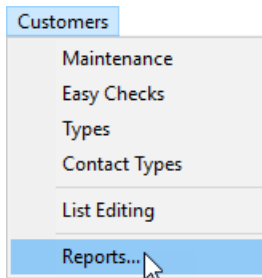 Customers
Maintenance
Easy Checks
Types
Contact Types
List Editing
Reports...